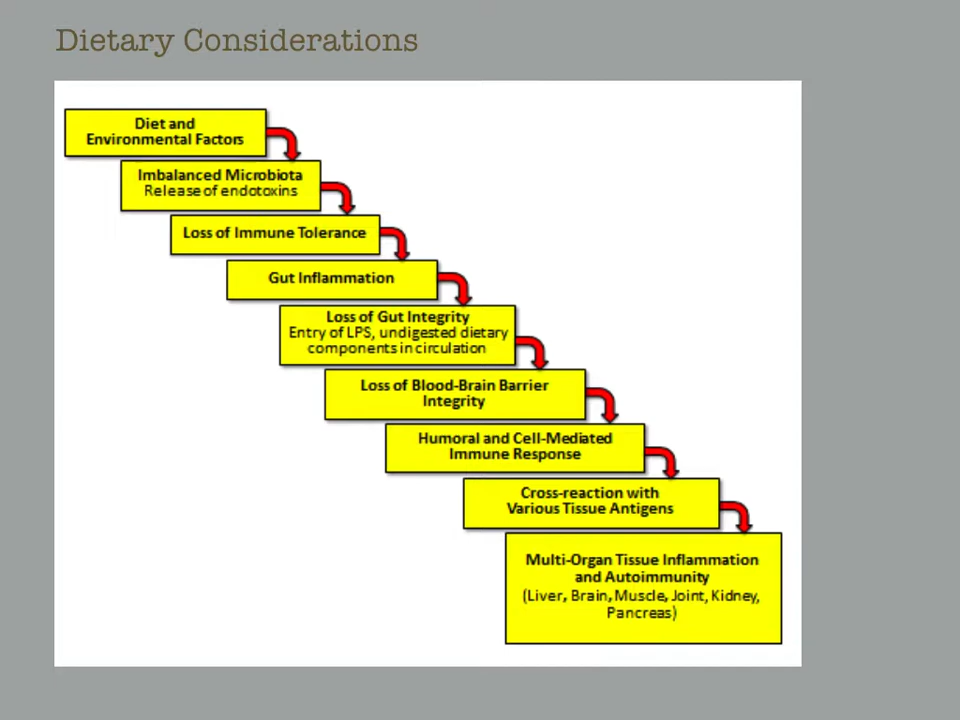 Dietary Considerations
Diet and
Environmental Factors
Imbalanced Microbiota
Release of endotoxins
Loss of Immune Tolerance
Gut Inflammation
Loss of Gut Integrity
Entry of LPS, undigested dietary
components in circulation
Loss of Blood-Brain Barrier
Integrity
Humoral and Cell-Mediated
Immune Response
Cross-reaction with
Various Tissue Antigens
Multi-Organ Tissue Inflammation
and Autoimmunity
(Liver, Brain, Muscle, Joint, Kidney,
Pancreas)